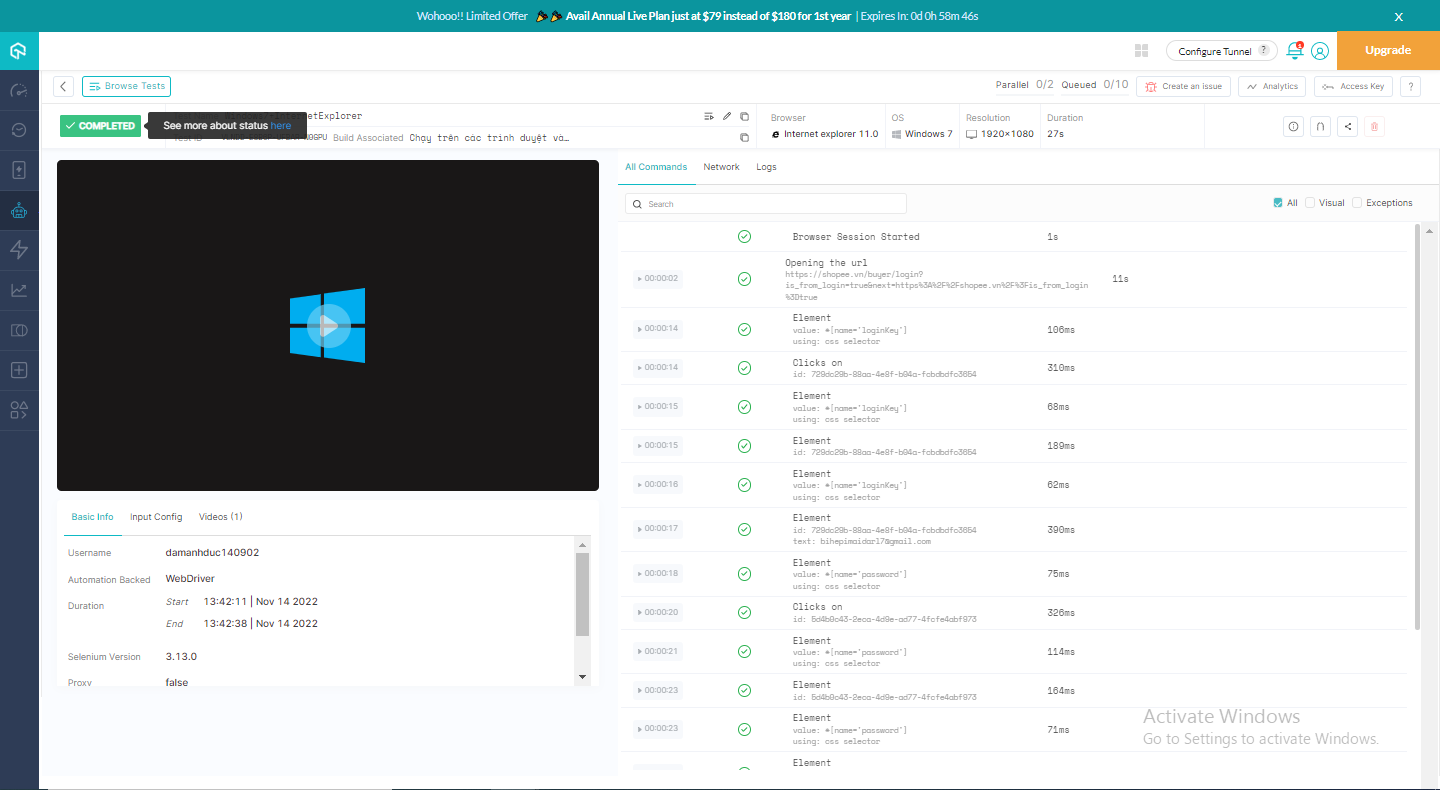 Wohooo!! Limited Offer 🎉🎉 Avail Annual Live Plan just at $79 instead of $180 for 1st year | Expires In: 0d 0h 58m 46s X
Configure Tunnel ? Upgrade
Browse Tests Parallel 0/2 Queued 0/10 Create an issue Analytics Access Key ?
COMPLETED See more about status here
Build Associated Chạy trên các trình duyệt và…
Browser
Internet explorer 11.0
OS
Windows 7
Resolution
1920×1080
Duration
27s
All Commands Network Logs
Search All Visual Exceptions
Browser Session Started 1s
00:00:02 Opening the url 11s
https://shopee.vn/buyer/login?
is_from_login=true&next=https%3A%2F%2Fshopee.vn%2F%3Fis_from_login
%3Dtrue
00:00:14 Element 106ms
value: *[name='loginKey']
using: css selector
00:00:14 Clicks on 310ms
id: 729dc29b-88aa-4e8f-b04a-fcbdbdfc3654
00:00:15 Element 68ms
value: *[name='loginKey']
using: css selector
00:00:15 Element 189ms
id: 729dc29b-88aa-4e8f-b04a-fcbdbdfc3654
00:00:16 Element 62ms
value: *[name='loginKey']
using: css selector
00:00:17 Element 390ms
id: 729dc29b-88aa-4e8f-b04a-fcbdbdfc3654
text: bihepimaidar17@gmail.com
00:00:18 Element 75ms
value: *[name='password']
using: css selector
00:00:20 Clicks on 326ms
id: 5d4b9c43-2eca-4d9e-ad77-4fcfe4abf973
00:00:21 Element 114ms
value: *[name='password']
using: css selector
00:00:23 Element 164ms
id: 5d4b9c43-2eca-4d9e-ad77-4fcfe4abf973
00:00:23 Element 71ms
value: *[name='password']
using: css selector
Element
Basic Info Input Config Videos (1)
Username damanhduc140902
Automation Backed WebDriver
Duration Start 13:42:11 | Nov 14 2022
End 13:42:38 | Nov 14 2022
Selenium Version 3.13.0
Proxy false
Activate Windows
Go to Settings to activate Windows.